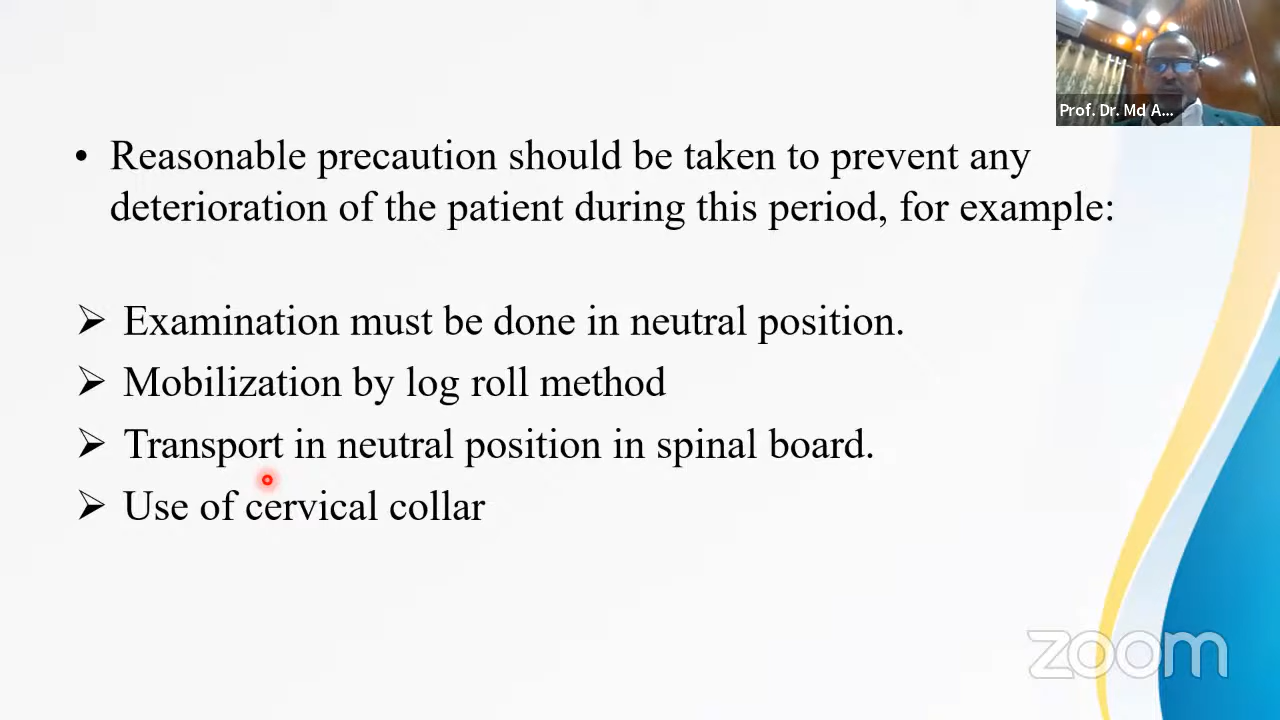 Prof. Dr. Md A...
• Reasonable precaution should be taken to prevent any
deterioration of the patient during this period, for example:
➢ Examination must be done in neutral position.
➢ Mobilization by log roll method
➢ Transport in neutral position in spinal board.
➢ Use of cervical collar
zoom